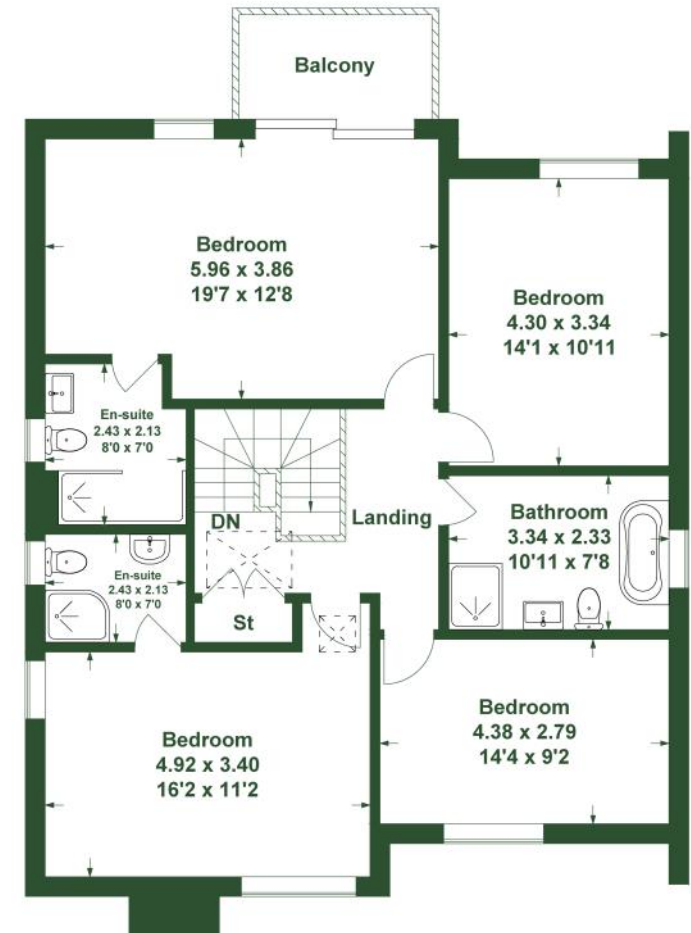 Balcony
Bedroom
5.96 x 3.86
19'7 x 12'8
Bedroom
4.30 x 3.34
14'1 x 10'11
En-suite
2.43 x 2.13
8'0 x 7'0
DN
Landing
Bathroom
3.34 x 2.33
10'11 x 7'8
En-suite
2.43 x 2.13
8'0 x 7'0
St
Bedroom
4.92 x 3.40
16'2 x 11'2
Bedroom
4.38 x 2.79
14'4 x 9'2